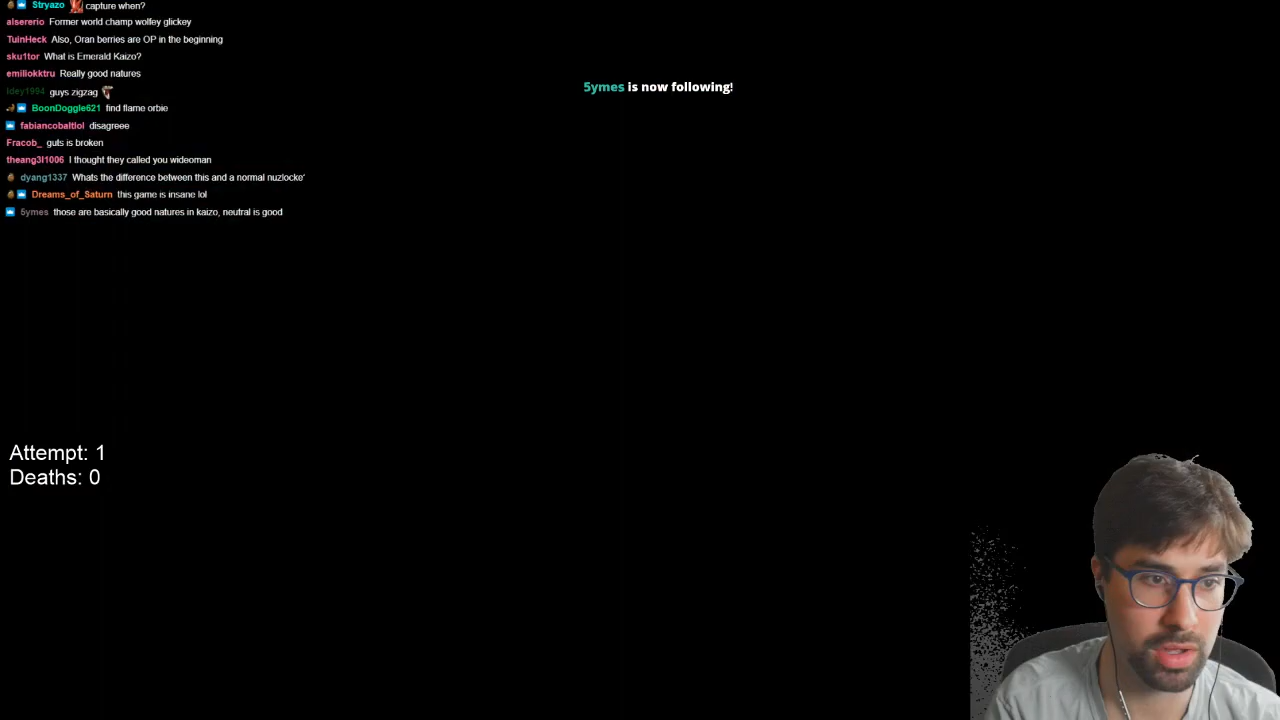 Stryazo capture when?
alsererio Former world champ wolfey glickey
TuinHeck Also, Oran berries are OP in the beginning
sku1tor What is Emerald Kaizo?
emiliokktru Really good natures
Idey1994 guys zigzag
BoonDoggle621 find flame orbie
fabiancobaltlol disagreee
Fracob_ guts is broken
theang3l1006 I thought they called you wideoman
dyang1337 Whats the difference between this and a normal nuzlocke'
Dreams_of_Saturn this game is insane lol
5ymes those are basically good natures in kaizo, neutral is good
5ymes is now following!
Attempt: 1
Deaths: 0